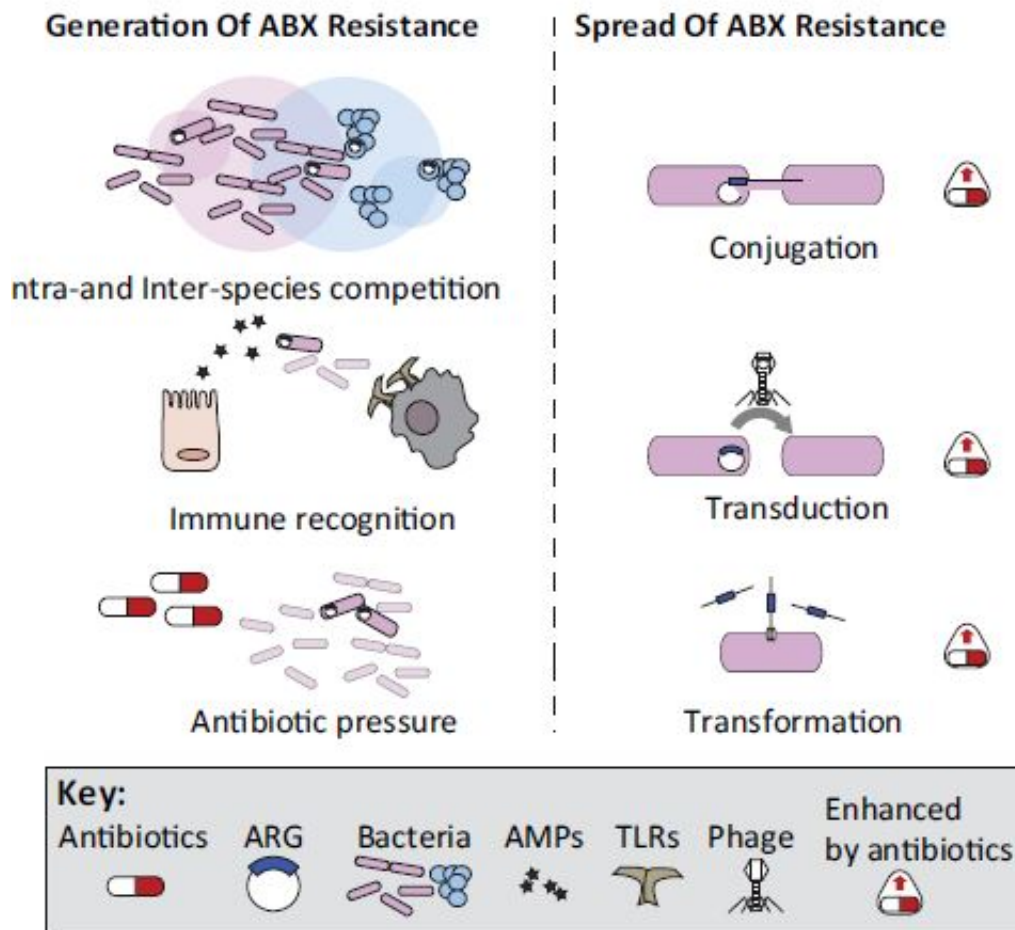 Generation Of ABX Resistance
Spread Of ABX Resistance
ntra-and Inter-species competition
Conjugation
Immune recognition
Transduction
Antibiotic pressure
Transformation
Key:
Antibiotics
ARG
Bacteria
AMPs
TLRs
Phage
Enhanced
by antibiotics